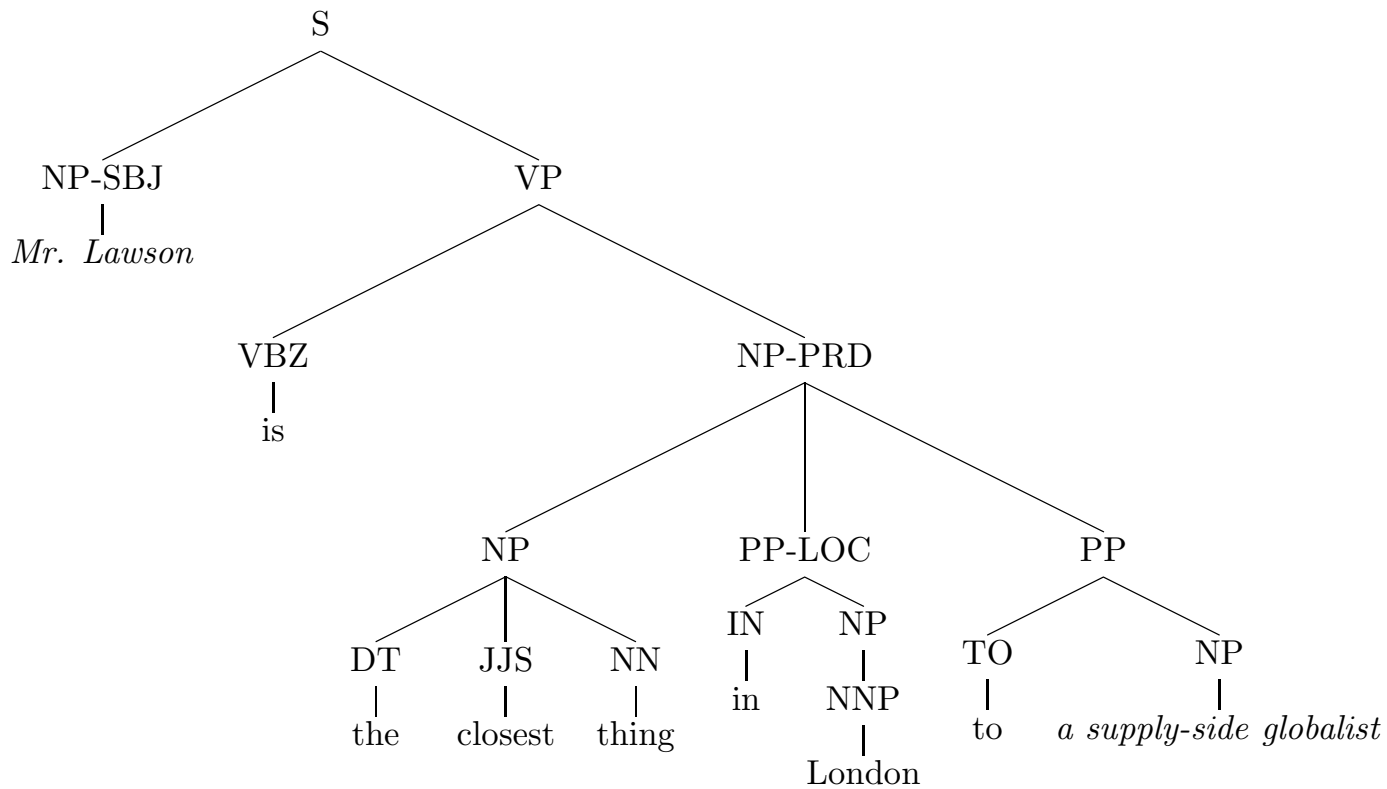 S
NP-SBJ VP
Mr. Lawson
VBZ NP-PRD
is
NP PP-LOC PP
IN NP
DT JJS NN TO NP
in NNP
the closest thing to a supply-side globalist
London